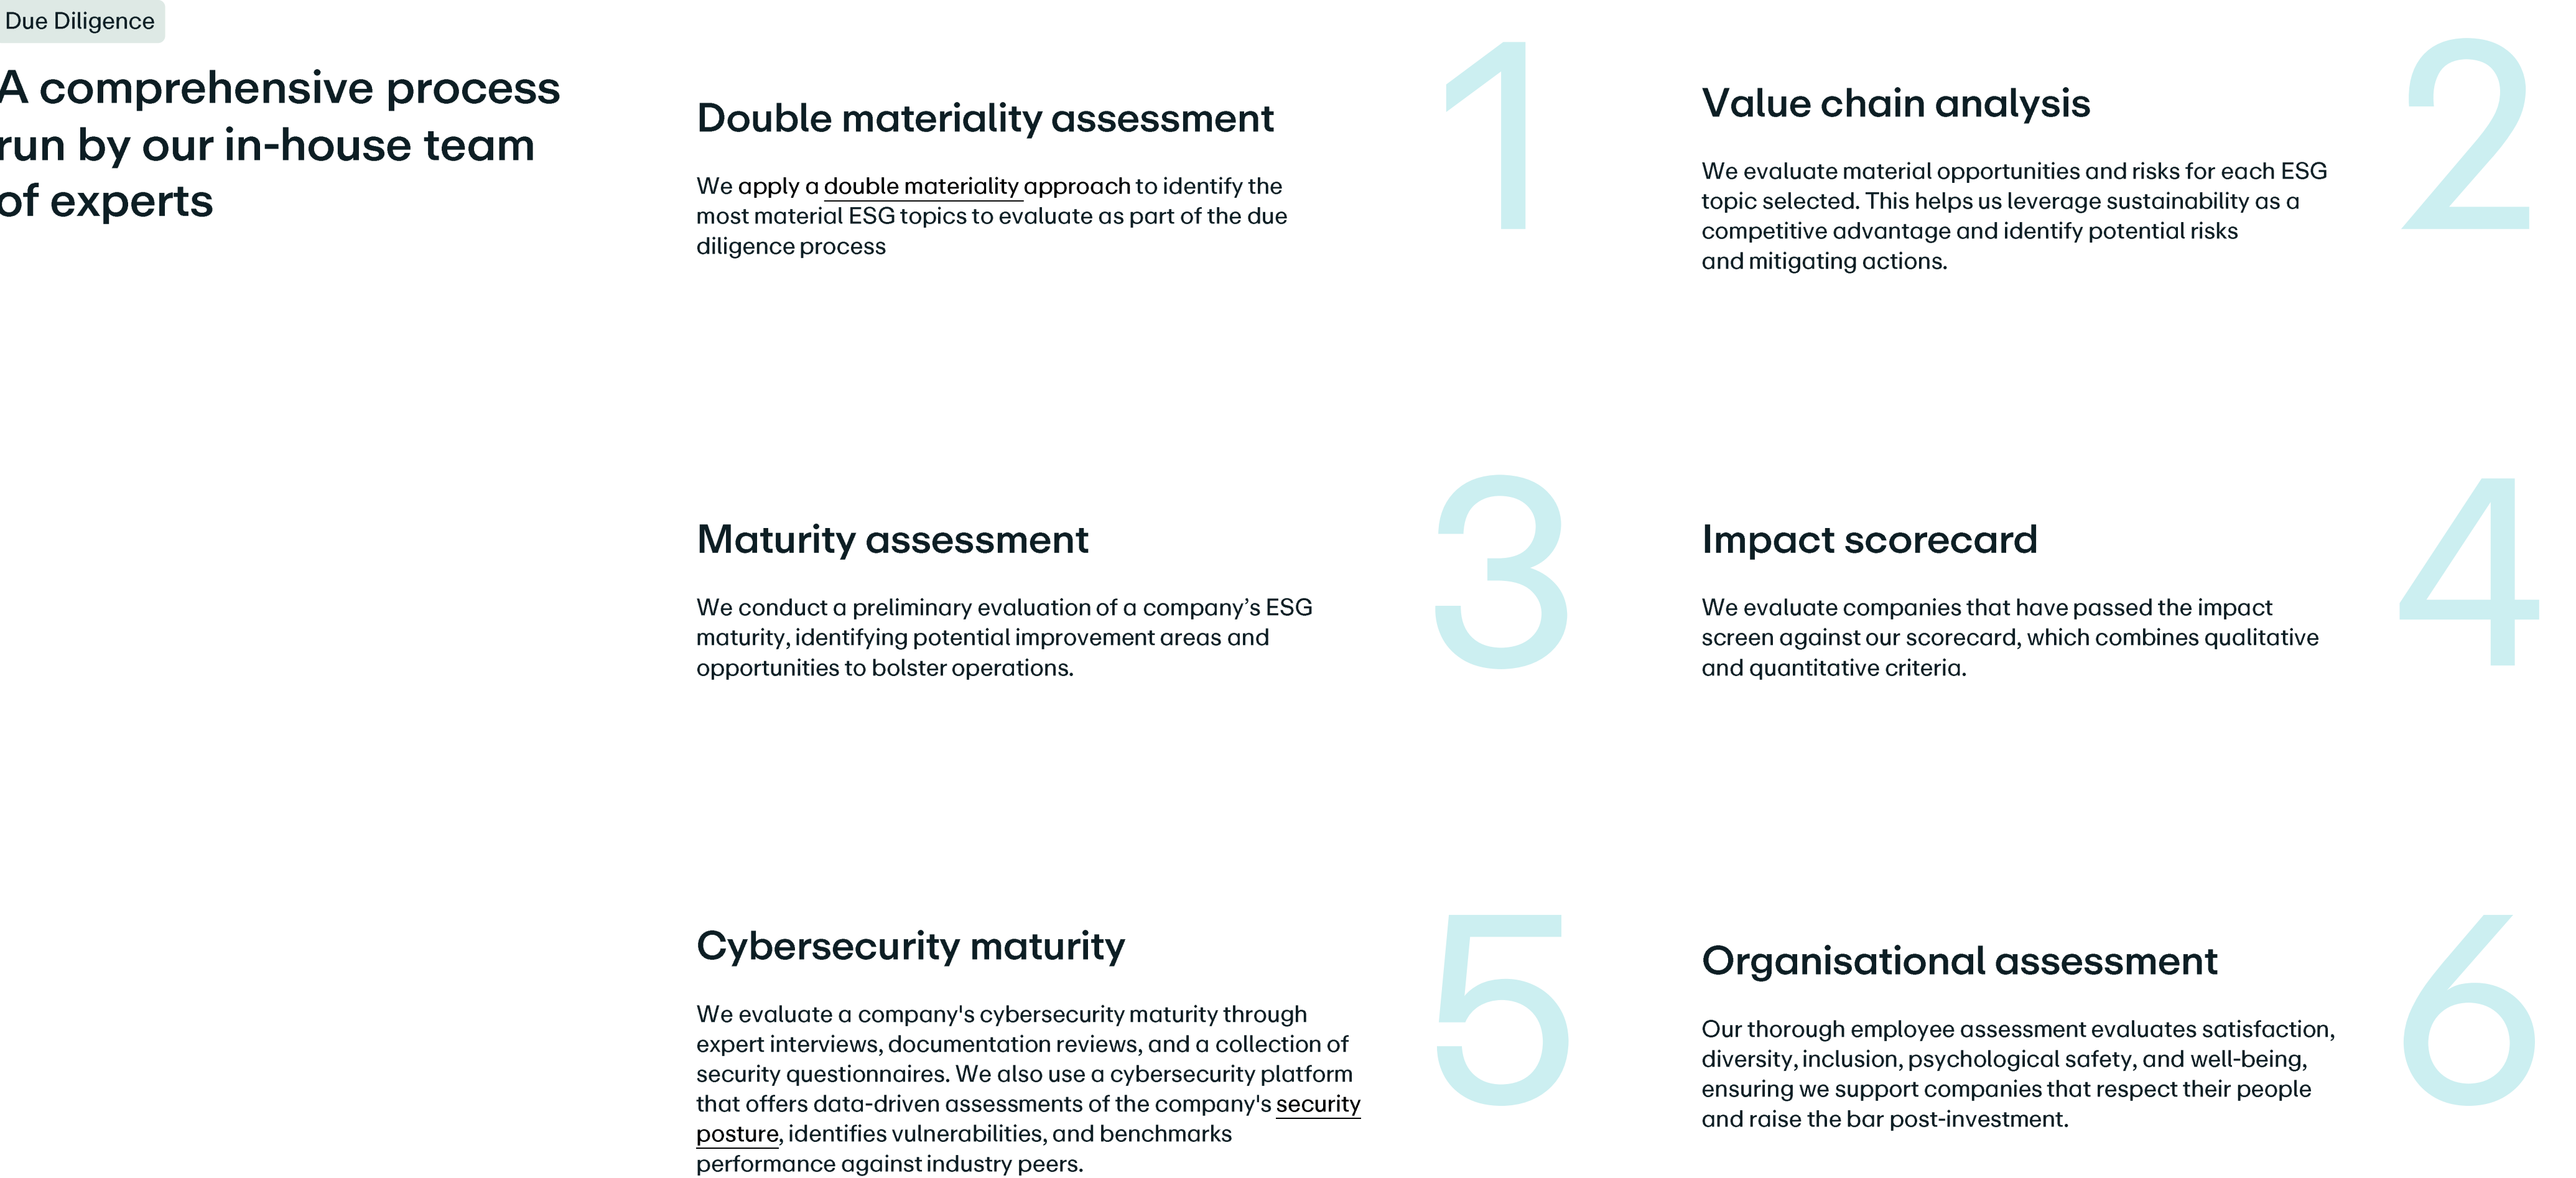 Due Diligence
A comprehensive process
run by our in-house team
of experts
1
Double materiality assessment
We apply a double materiality approach to identify the
most material ESG topics to evaluate as part of the due
diligence process
2
Value chain analysis
We evaluate material opportunities and risks for each ESG
topic selected. This helps us leverage sustainability as a
competitive advantage and identify potential risks
and mitigating actions.
3
Maturity assessment
We conduct a preliminary evaluation of a company’s ESG
maturity, identifying potential improvement areas and
opportunities to bolster operations.
4
Impact scorecard
We evaluate companies that have passed the impact
screen against our scorecard, which combines qualitative
and quantitative criteria.
5
Cybersecurity maturity
We evaluate a company's cybersecurity maturity through
expert interviews, documentation reviews, and a collection of
security questionnaires. We also use a cybersecurity platform
that offers data-driven assessments of the company's security
posture, identifies vulnerabilities, and benchmarks
performance against industry peers.
6
Organisational assessment
Our thorough employee assessment evaluates satisfaction,
diversity, inclusion, psychological safety, and well-being,
ensuring we support companies that respect their people
and raise the bar post-investment.